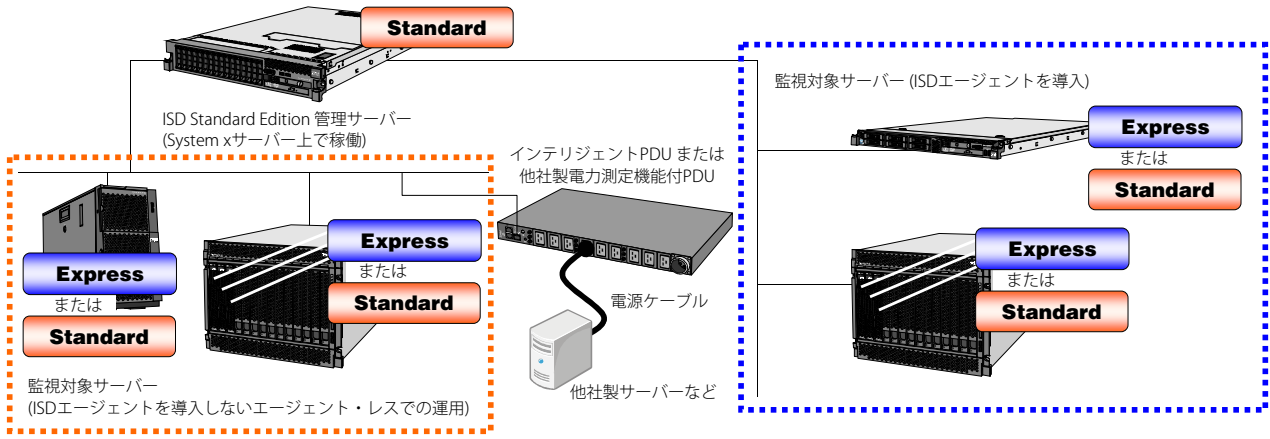 Standard
ISD Standard Edition 管理サーバー
(System xサーバー上で稼働)
Express
または
Standard
Express
または
Standard
監視対象サーバー
(ISDエージェントを導入しないエージェント・レスでの運用)
インテリジェントPDU または
他社製電力測定機能付PDU
電源ケーブル
他社製サーバーなど
監視対象サーバー (ISDエージェントを導入)
Express
または
Standard
Express
または
Standard